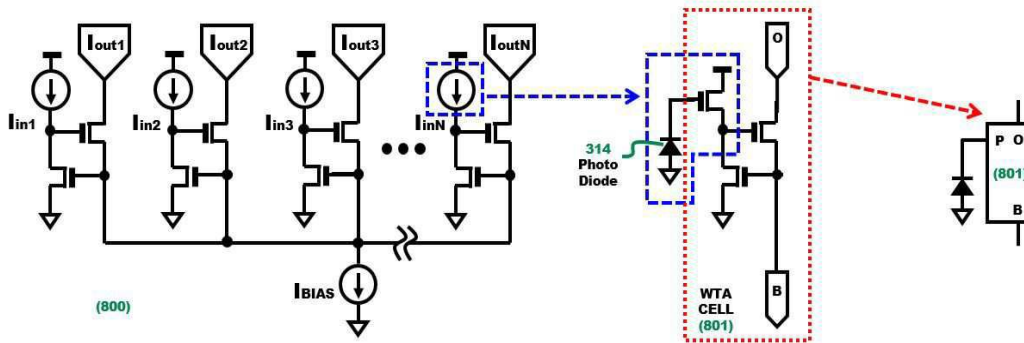 Iout1
Iout2
Iout3
IoutN
Iin1
Iin2
Iin3
IinN
IBIAS
(800)
314
Photo
Diode
O
B
WTA
CELL
(801)
P O
(801)
B